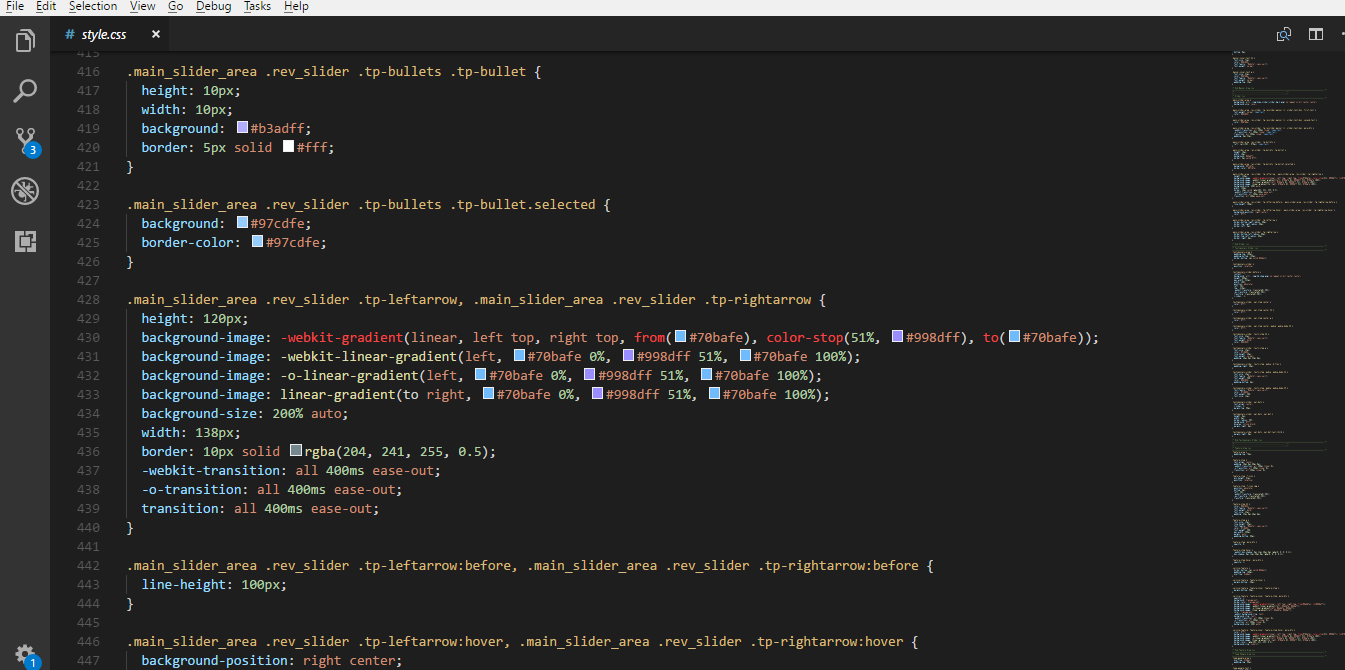 File Edit Selection View Go Debug Tasks Help
# style.css ×
415
416 .main_slider_area .rev_slider .tp-bullets .tp-bullet {
417 height: 10px;
418 width: 10px;
419 background: #b3adff;
420 border: 5px solid #fff;
421 }
422
423 .main_slider_area .rev_slider .tp-bullets .tp-bullet.selected {
424 background: #97cdfe;
425 border-color: #97cdfe;
426 }
427
428 .main_slider_area .rev_slider .tp-leftarrow, .main_slider_area .rev_slider .tp-rightarrow {
429 height: 120px;
430 background-image: -webkit-gradient(linear, left top, right top, from(#70bafe), color-stop(51%, #998dff), to(#70bafe));
431 background-image: -webkit-linear-gradient(left, #70bafe 0%, #998dff 51%, #70bafe 100%);
432 background-image: -o-linear-gradient(left, #70bafe 0%, #998dff 51%, #70bafe 100%);
433 background-image: linear-gradient(to right, #70bafe 0%, #998dff 51%, #70bafe 100%);
434 background-size: 200% auto;
435 width: 138px;
436 border: 10px solid rgba(204, 241, 255, 0.5);
437 -webkit-transition: all 400ms ease-out;
438 -o-transition: all 400ms ease-out;
439 transition: all 400ms ease-out;
440 }
441
442 .main_slider_area .rev_slider .tp-leftarrow:before, .main_slider_area .rev_slider .tp-rightarrow:before {
443 line-height: 100px;
444 }
445
446 .main_slider_area .rev_slider .tp-leftarrow:hover, .main_slider_area .rev_slider .tp-rightarrow:hover {
447 background-position: right center;
3
1